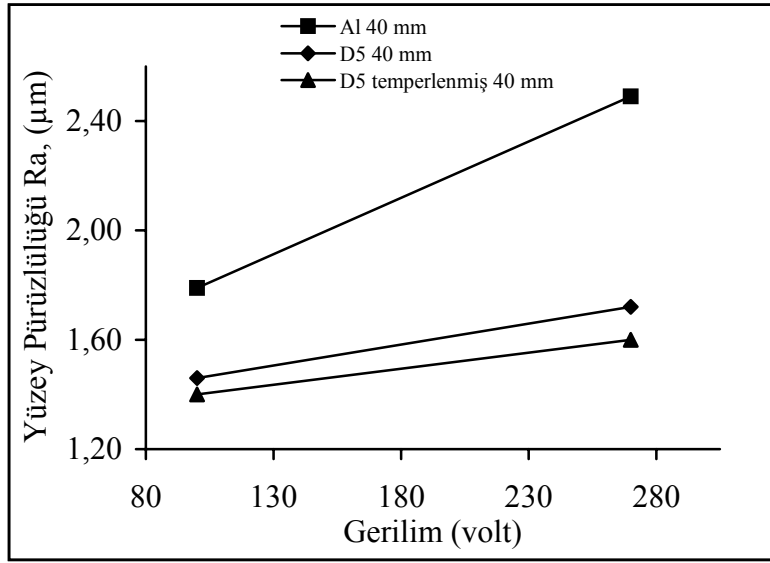 Al 40 mm
D5 40 mm
D5 temperlenmiş 40 mm
Yüzey Pürüzlülüğü Ra, (µm)
2,40
2,00
1,60
1,20
80 130 180 230 280
Gerilim (volt)